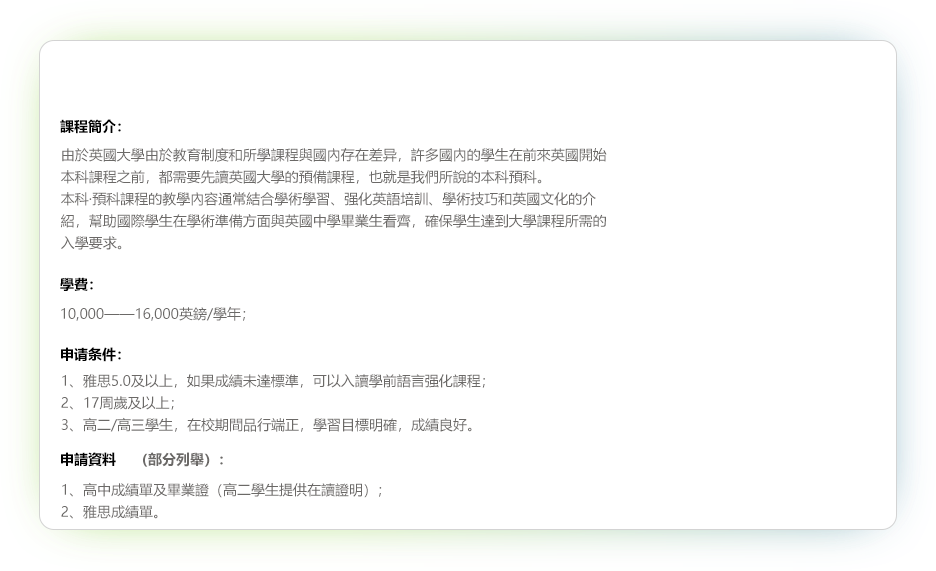 課程簡介：
由於英國大學由於教育制度和所學課程與國內存在差异，許多國內的學生在前來英國開始
本科課程之前，都需要先讀英國大學的預備課程，也就是我們所說的本科預科。
本科·預科課程的教學內容通常結合學術學習、强化英語培訓、學術技巧和英國文化的介
紹，幫助國際學生在學術準備方面與英國中學畢業生看齊，確保學生達到大學課程所需的
入學要求。
學費：
10,000——16,000英鎊/學年；
申请条件：
1、雅思5.0及以上，如果成績未達標準，可以入讀學前語言强化課程；
2、17周歲及以上；
3、高二/高三學生，在校期間品行端正，學習目標明確，成績良好。
申請資料 （部分列舉）：
1、高中成績單及畢業證（高二學生提供在讀證明）；
2、雅思成績單。